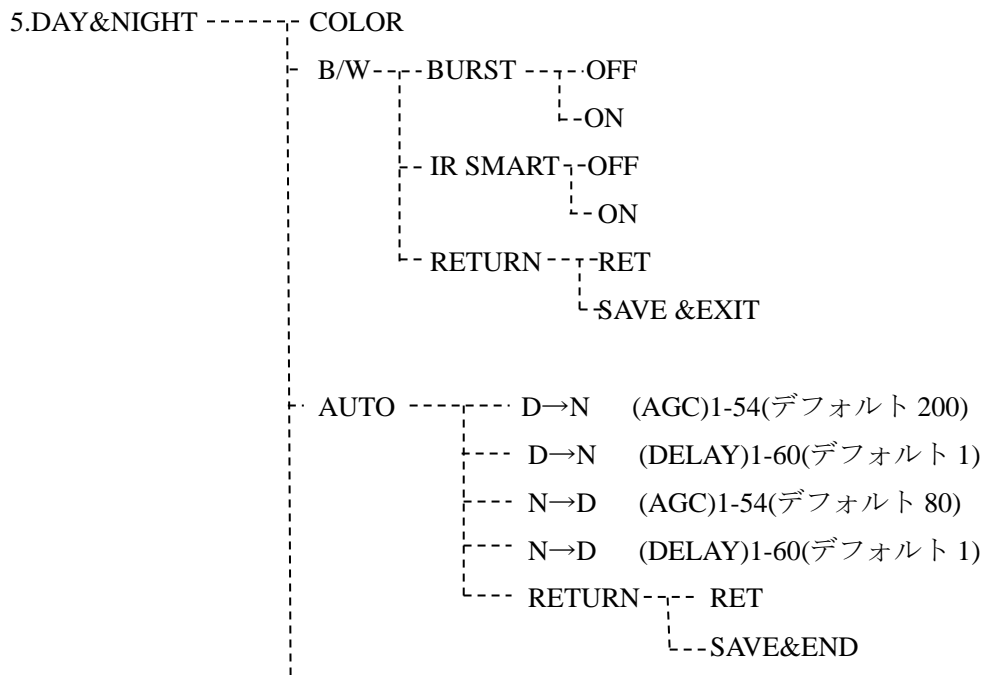 5.DAY&NIGHT COLOR
B/W BURST OFF
ON
IR SMART OFF
ON
RETURN RET
SAVE &EXIT
AUTO D→N (AGC)1-54(デフォルト 200)
D→N (DELAY)1-60(デフォルト 1)
N→D (AGC)1-54(デフォルト 80)
N→D (DELAY)1-60(デフォルト 1)
RETURN RET
SAVE&END